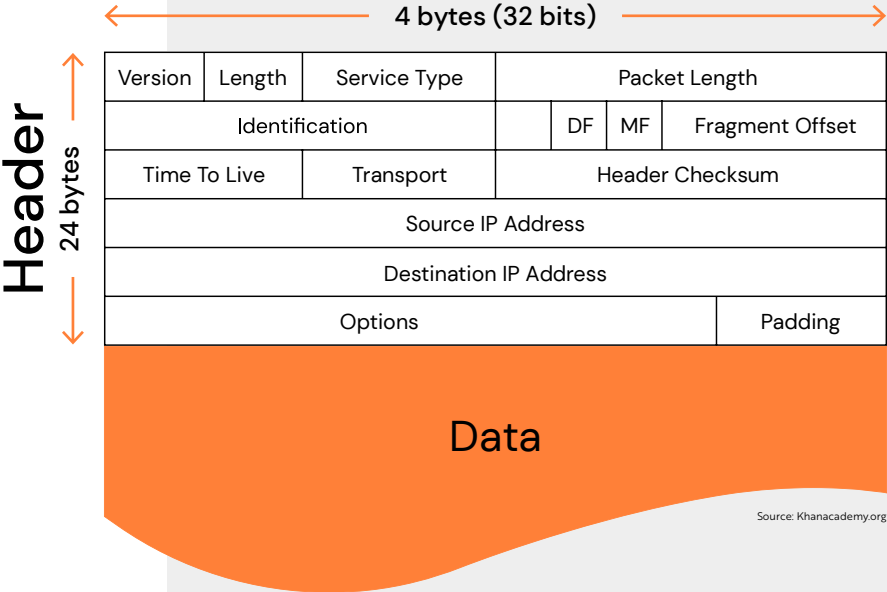 4 bytes (32 bits)
Header
24 bytes
Version Length Service Type Packet Length
Identification DF MF Fragment Offset
Time To Live Transport Header Checksum
Source IP Address
Destination IP Address
Options Padding
Data
Source: Khanacademy.org